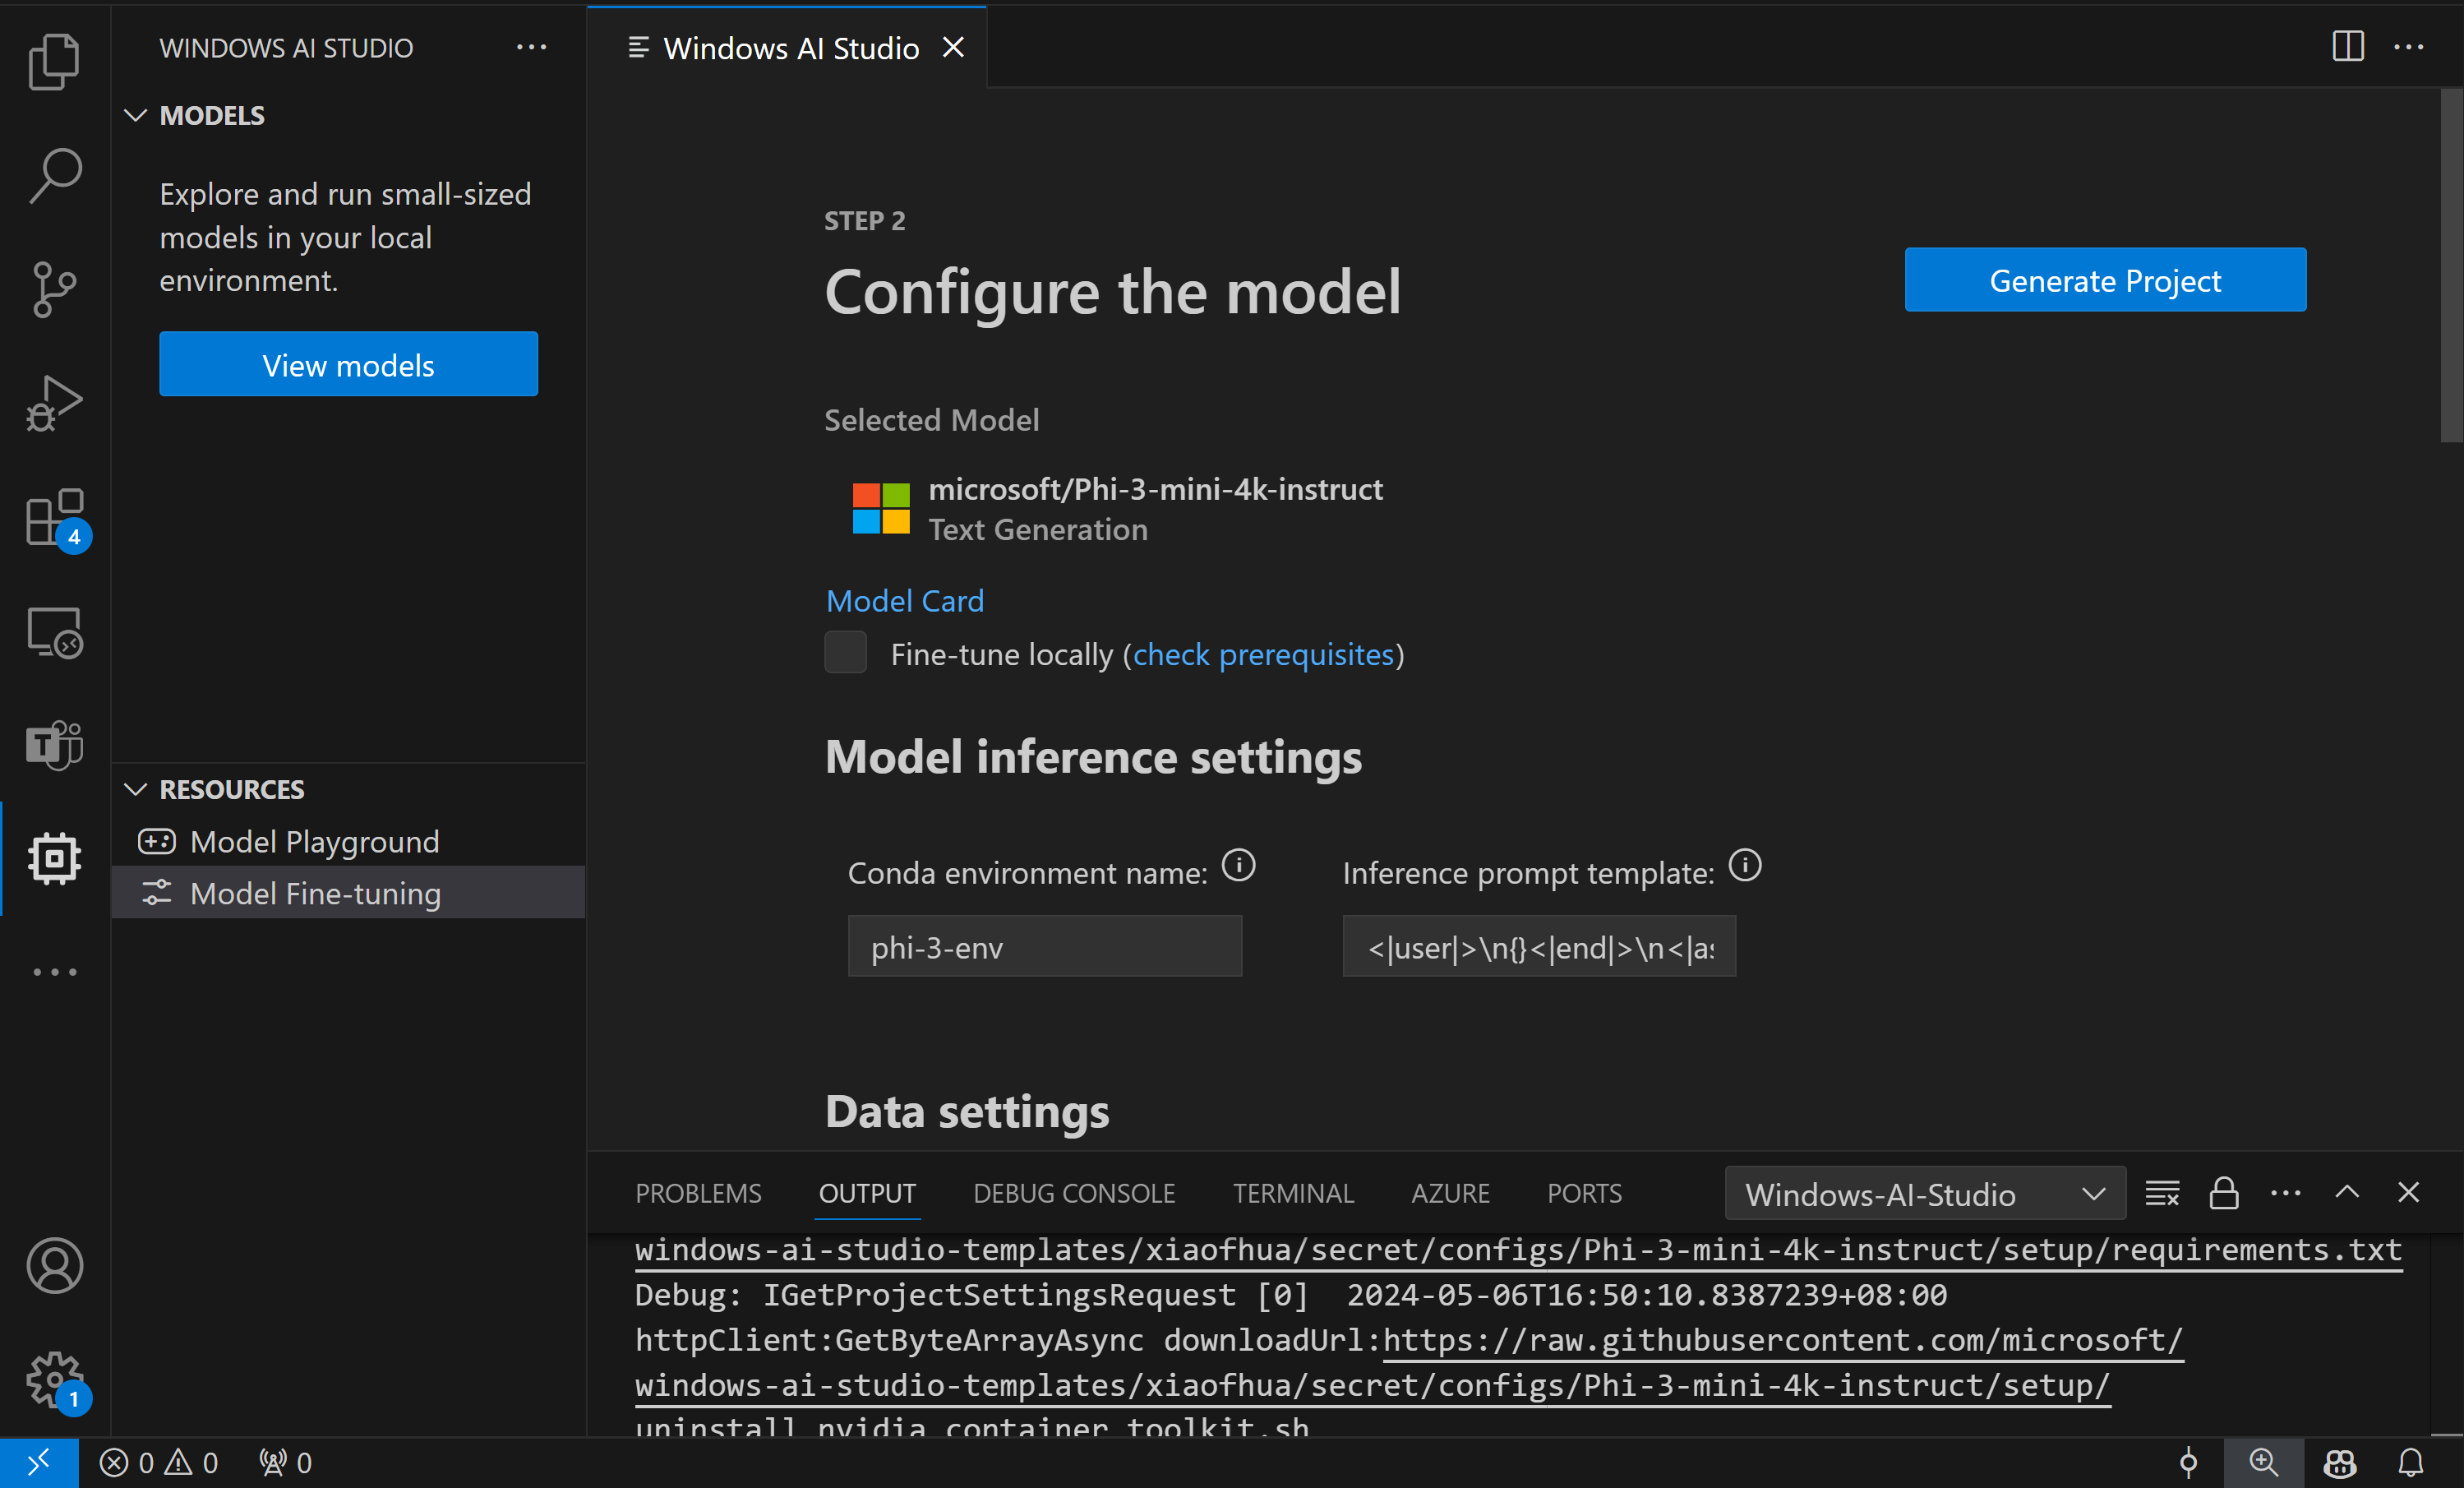 WINDOWS AI STUDIO
MODELS
Explore and run small-sized
models in your local
environment.
View models
4
T
RESOURCES
Model Playground
Model Fine-tuning
1
Windows AI Studio
STEP 2
Configure the model
Generate Project
Selected Model
microsoft/Phi-3-mini-4k-instruct
Text Generation
Model Card
Fine-tune locally (check prerequisites)
Model inference settings
Conda environment name:
Inference prompt template:
phi-3-env
<|user|>\n{}<|end|>\n<|as
Data settings
PROBLEMS OUTPUT DEBUG CONSOLE TERMINAL AZURE PORTS Windows-AI-Studio
windows-ai-studio-templates/xiaofhua/secret/configs/Phi-3-mini-4k-instruct/setup/requirements.txt
Debug: IGetProjectSettingsRequest [0]  2024-05-06T16:50:10.8387239+08:00
httpClient:GetByteArrayAsync downloadUrl:https://raw.githubusercontent.com/microsoft/
windows-ai-studio-templates/xiaofhua/secret/configs/Phi-3-mini-4k-instruct/setup/
uninstall_nvidia_container_toolkit.sh
0 0 0